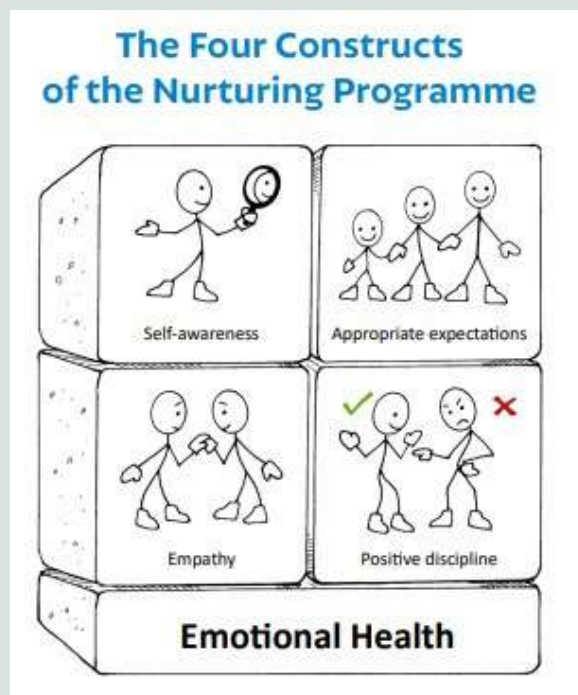 The Four Constructs
of the Nurturing Programme
Self-awareness
Appropriate expectations
Empathy
Positive discipline
Emotional Health